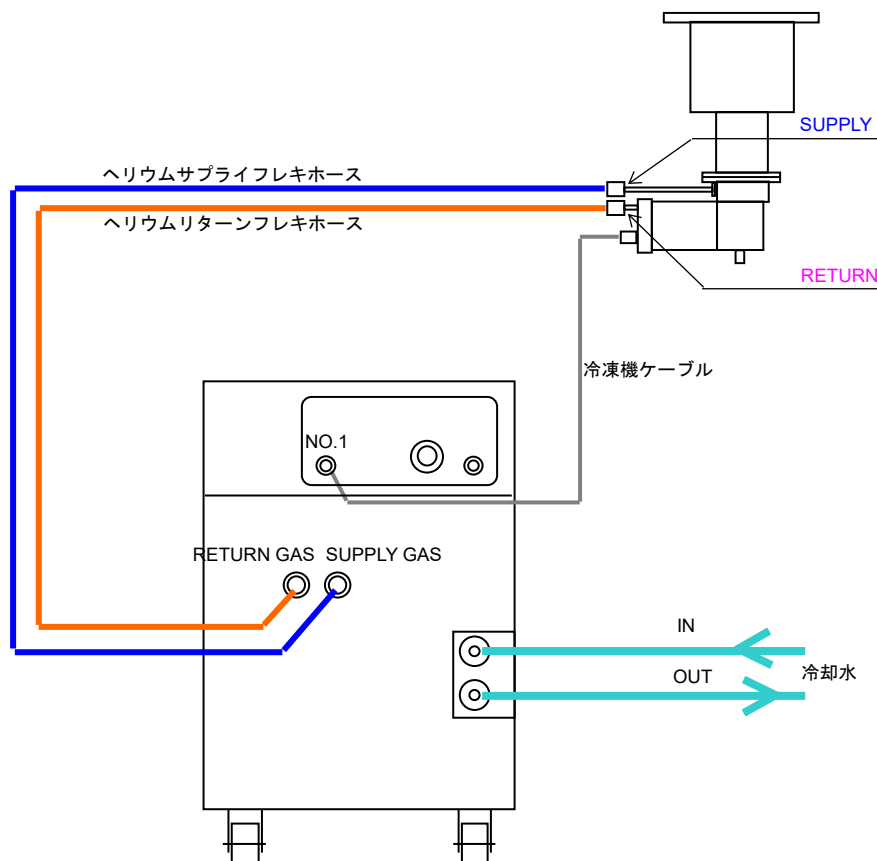 SUPPLY
ヘリウムサプライフレキホース
ヘリウムリターンフレキホース
RETURN
冷凍機ケーブル
NO.1
RETURN GAS SUPPLY GAS
IN
冷却水
OUT